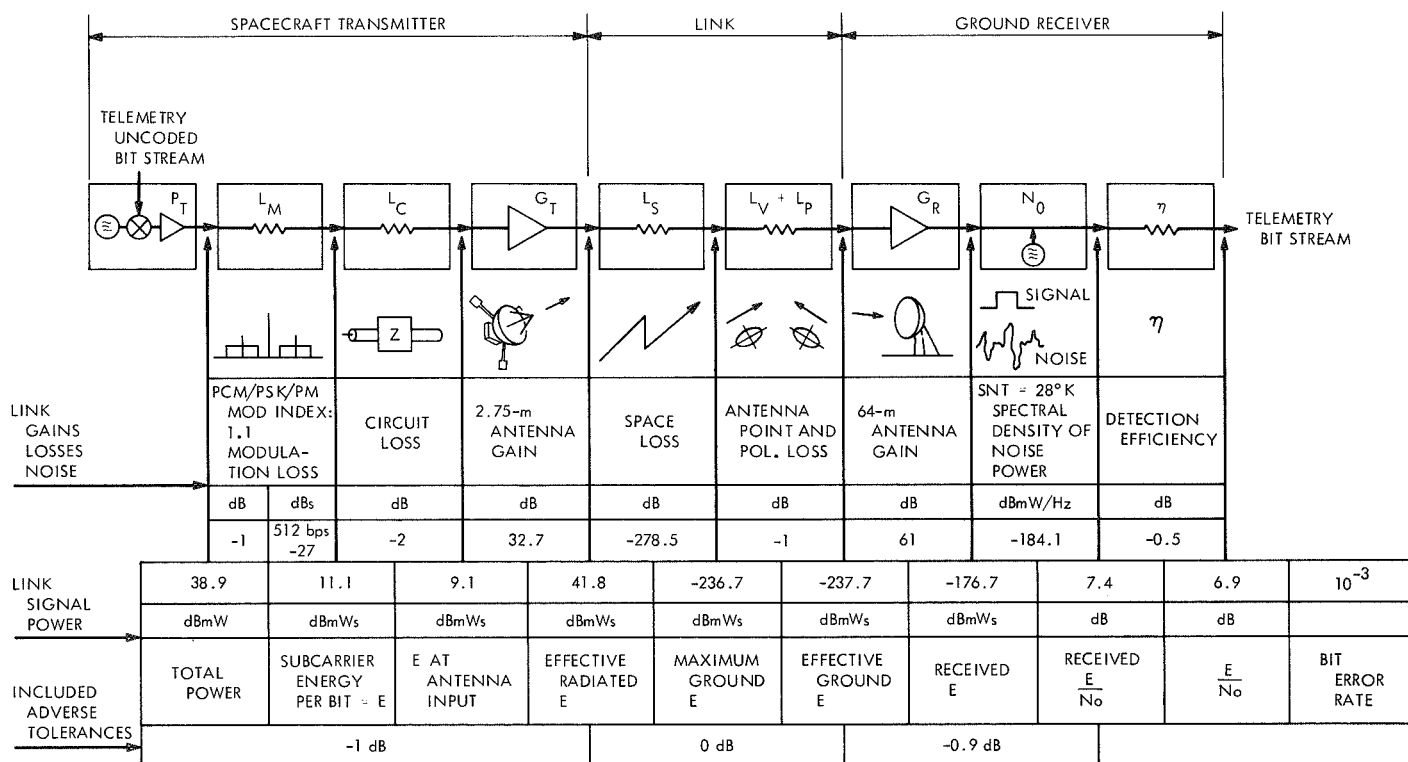 SPACECRAFT TRANSMITTER
LINK
GROUND RECEIVER
TELEMETRY
UNCODED
BIT STREAM
P_T
L_M
L_C
G_T
L_S
L_V + L_P
G_R
N_0
η
TELEMETRY
BIT STREAM
Z
SIGNAL
NOISE
η
LINK
GAINS
LOSSES
NOISE
PCM/PSK/PM
MOD INDEX:
1.1
MODULA-
TION LOSS
CIRCUIT
LOSS
2.75-m
ANTENNA
GAIN
SPACE
LOSS
ANTENNA
POINT AND
POL. LOSS
64-m
ANTENNA
GAIN
SNT = 28°K
SPECTRAL
DENSITY OF
NOISE
POWER
DETECTION
EFFICIENCY
dB
dBs
dB
dB
dB
dB
dB
dBmW/Hz
dB
-1
512 bps
-27
-2
32.7
-278.5
-1
61
-184.1
-0.5
LINK
SIGNAL
POWER
38.9
11.1
9.1
41.8
-236.7
-237.7
-176.7
7.4
6.9
10^-3
dBmW
dBmWs
dBmWs
dBmWs
dBmWs
dBmWs
dBmWs
dB
dB
INCLUDED
ADVERSE
TOLERANCES
TOTAL
POWER
SUBCARRIER
ENERGY
PER BIT = E
E AT
ANTENNA
INPUT
EFFECTIVE
RADIATED
E
MAXIMUM
GROUND
E
EFFECTIVE
GROUND
E
RECEIVED
E
RECEIVED
E
No
E
No
BIT
ERROR
RATE
-1 dB
0 dB
-0.9 dB